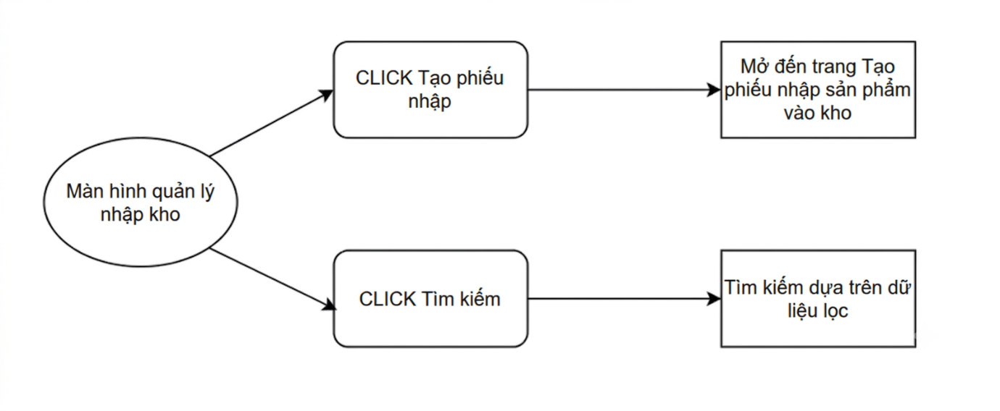 CLICK Tạo phiếu
nhập
Mở đến trang Tạo
phiếu nhập sản phẩm
vào kho
Màn hình quản lý
nhập kho
CLICK Tìm kiếm
Tìm kiếm dựa trên dữ
liệu lọc